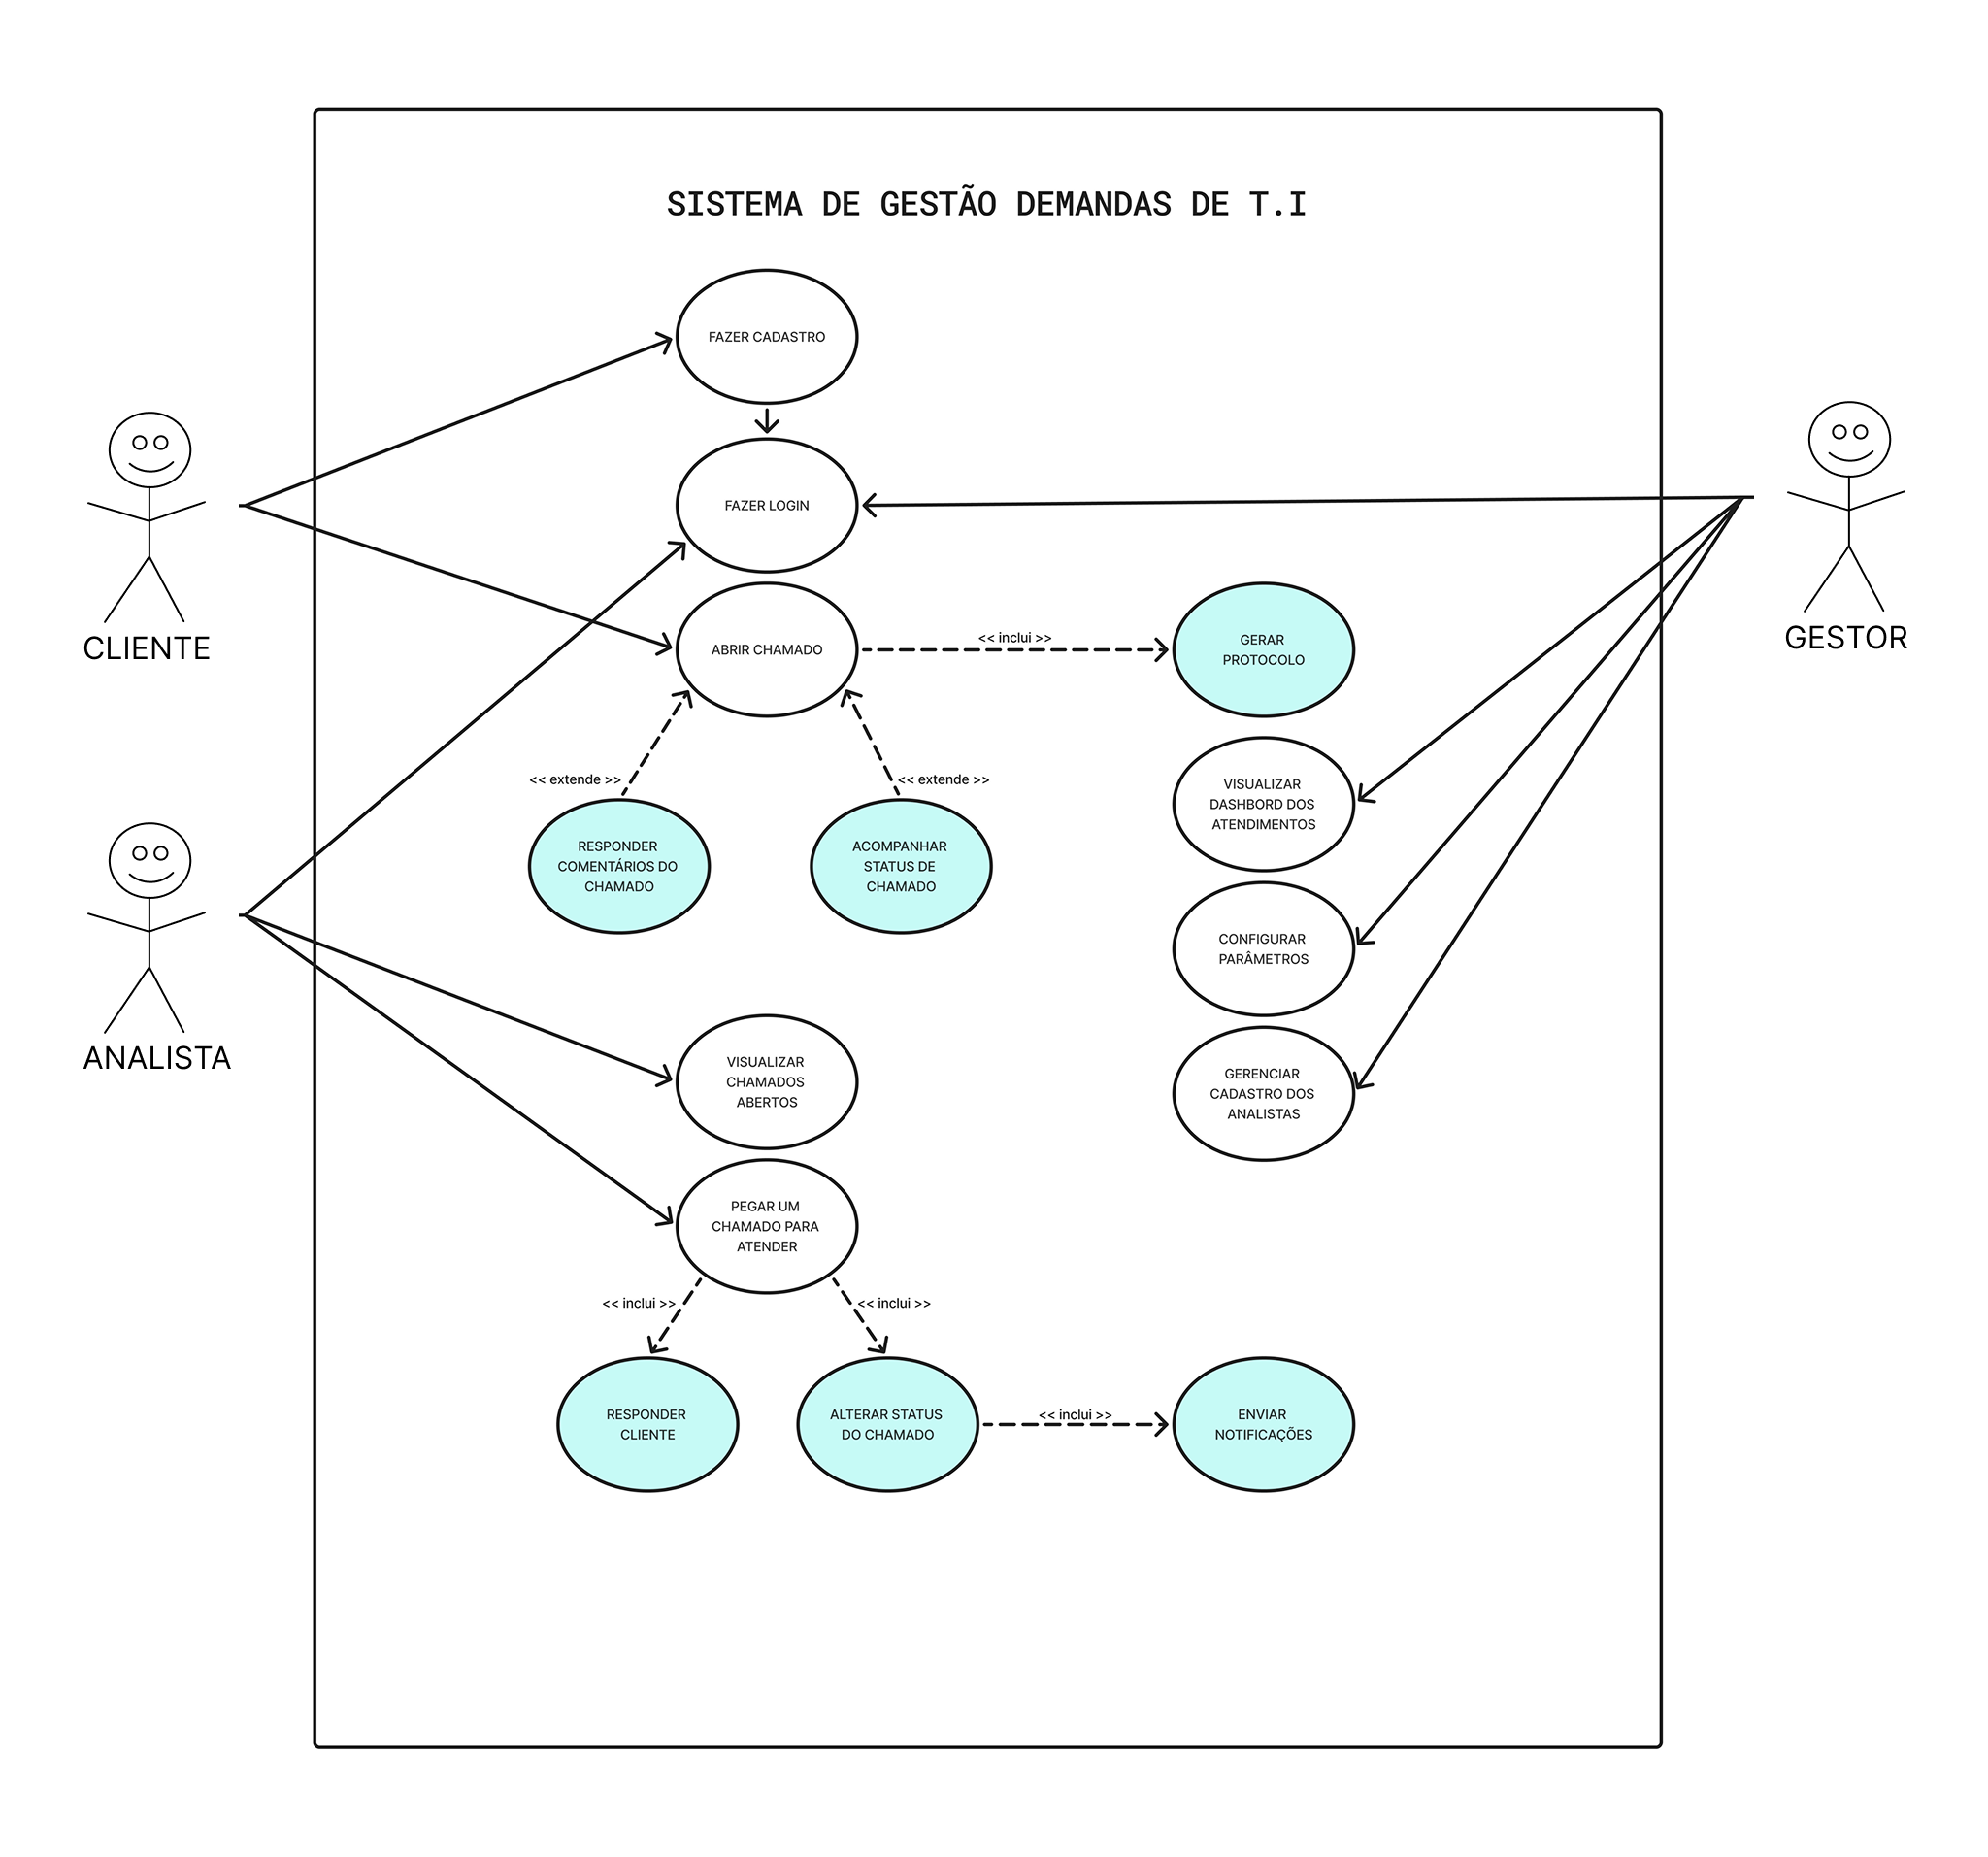 SISTEMA DE GESTÃO DEMANDAS DE T.I
FAZER CADASTRO
FAZER LOGIN
CLIENTE
GESTOR
ABRIR CHAMADO
<< inclui >>
GERAR
PROTOCOLO
<< extende >>
<< extende >>
VISUALIZAR
DASHBORD DOS
ATENDIMENTOS
RESPONDER
COMENTÁRIOS DO
CHAMADO
ACOMPANHAR
STATUS DE
CHAMADO
CONFIGURAR
PARÂMETROS
ANALISTA
VISUALIZAR
CHAMADOS
ABERTOS
GERENCIAR
CADASTRO DOS
ANALISTAS
PEGAR UM
CHAMADO PARA
ATENDER
<< inclui >>
<< inclui >>
RESPONDER
CLIENTE
ALTERAR STATUS
DO CHAMADO
<< inclui >>
ENVIAR
NOTIFICAÇÕES